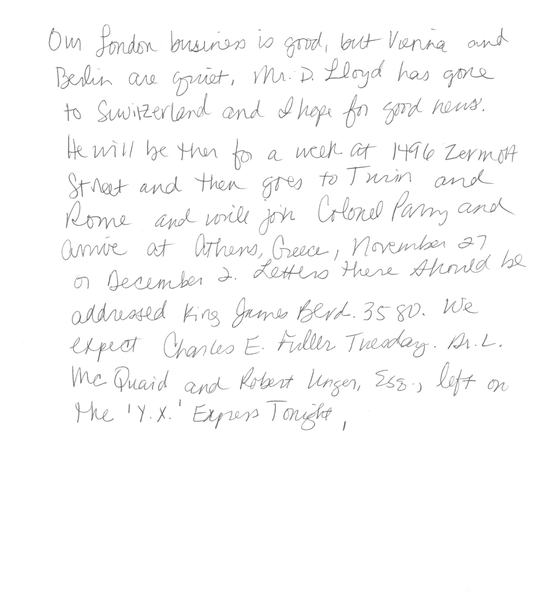 Our London business is good, but Vienna and
Berlin are quiet. Mr. D. Lloyd has gone
to Switzerland and I hope for good news.
He will be ther for a week at 1496 Zermott
Street and then goes to Turin and
Rome and will join Colonel Parry and
arrive at Athens, Greece, November 27
or December 2. Letters there should be
addressed King James Blvd. 3580. We
expect Charles E. Fuller Tuesday. Dr. L.
McQuaid and Robert Unger, Esq., left on
the 'Y.X.' Express Tonight,